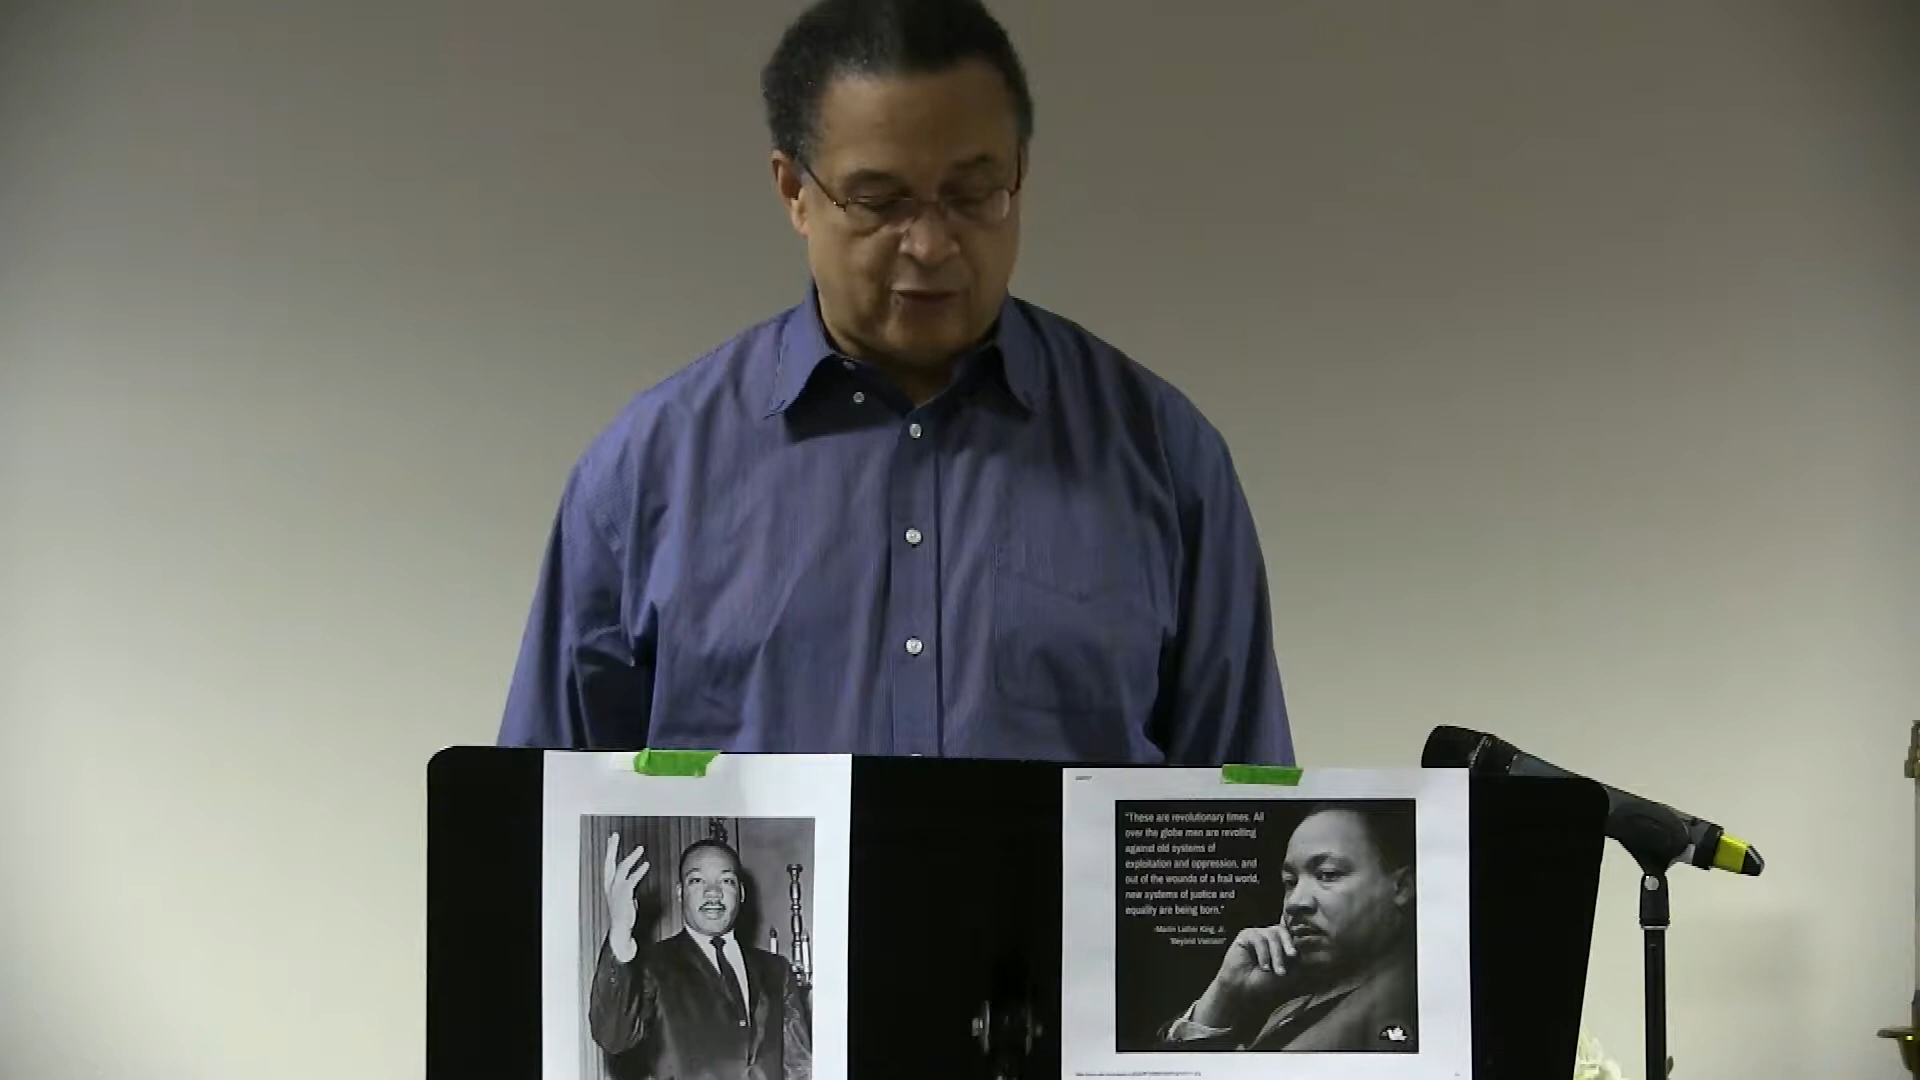 "These are revolutionary times. All
over the globe men are revolting
against old systems of
exploitation and oppression, and
out of the wounds of a frail world,
new systems of justice and
equality are being born."
-Martin Luther King, Jr.
"Beyond Vietnam"